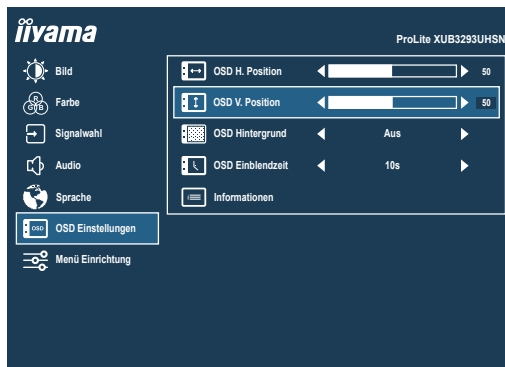 iiyama
ProLite XUB3293UHSN
Bild
OSD H. Position 50
Farbe
OSD V. Position 50
Signalwahl
OSD Hintergrund Aus
Audio
OSD Einblendzeit 10s
Sprache
Informationen
OSD OSD Einstellungen
Menü Einrichtung
R
G B